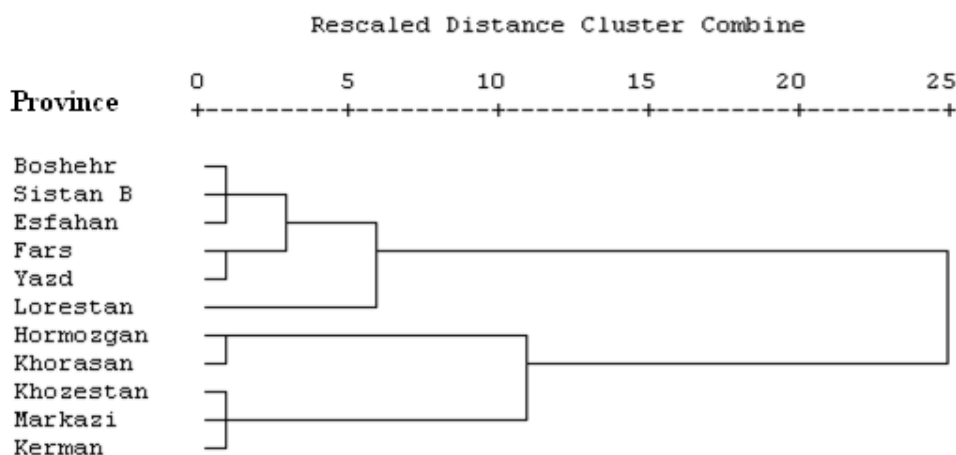 Rescaled Distance Cluster Combine
0 5 10 15 20 25
Province
Boshehr
Sistan B
Esfahan
Fars
Yazd
Lorestan
Hormozgan
Khorasan
Khozestan
Markazi
Kerman